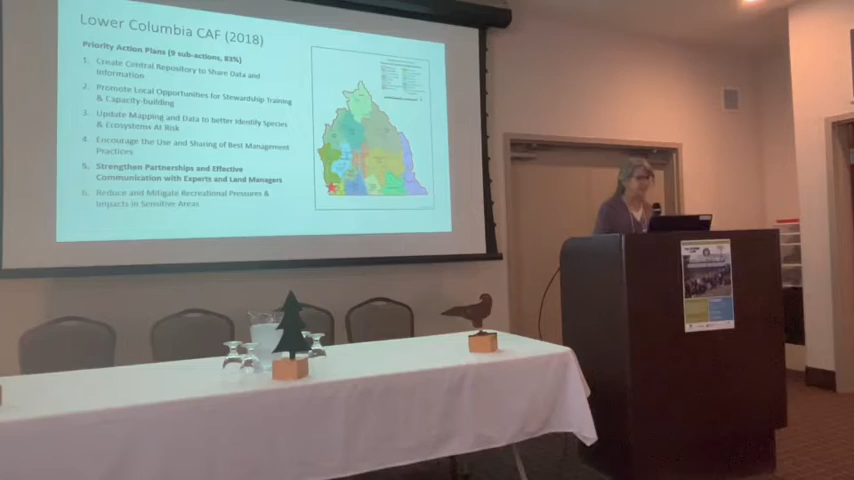 Lower Columbia CAF (2018)
Priority Action Plans (9 sub-actions, 83%)
1. Create Central Repository to Share Data and
Information
2. Promote Local Opportunities for Stewardship Training
& Capacity-building
3. Update Mapping and Data to better Identify Species
& Ecosystems At Risk
4. Encourage the Use and Sharing of Best Management
Practices
5. Strengthen Partnerships and Effective
Communication with Experts and Land Managers
6. Reduce and Mitigate Recreational Pressures &
Impacts in Sensitive Areas